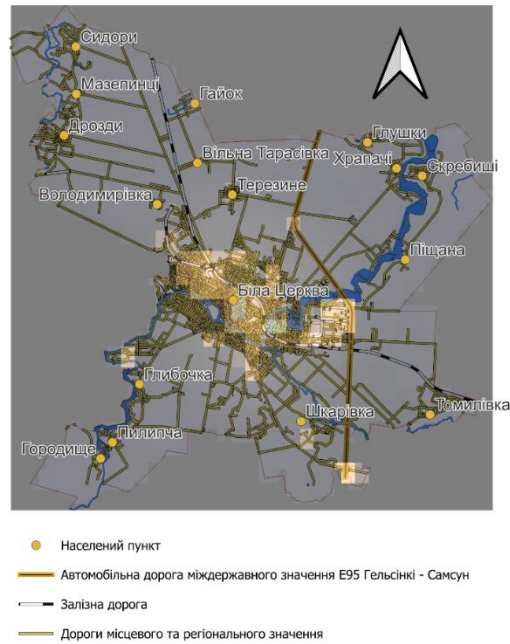 Сидори
Мазепинці
Гайок
Дрозди
Глушки
Вільна Тарасівка
Храпачі
Скребиші
Терезине
Володимирівка
Піщана
Біла Церква
Глибочка
Шкарівка
Томилівка
Пилипча
Городище
Населений пункт
Автомобільна дорога міждержавного значення Е95 Гельсінкі - Самсун
Залізна дорога
Дороги місцевого та регіонального значення